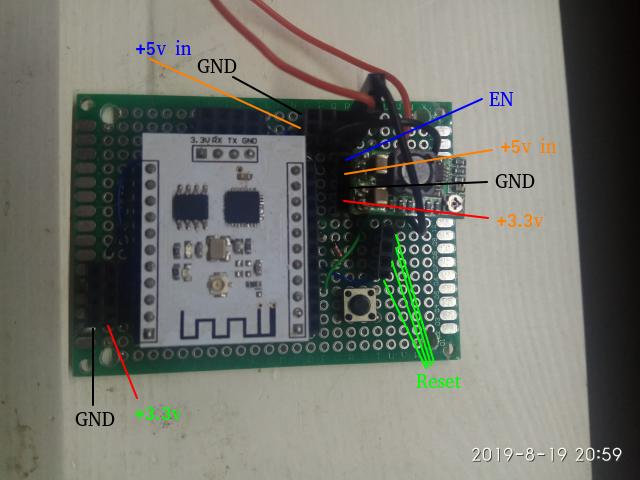 +5v in
GND
EN
3.3V RX TX GND
+5v in
GND
+3.3v
Reset
GND
+3.3v
2019-8-19 20:59